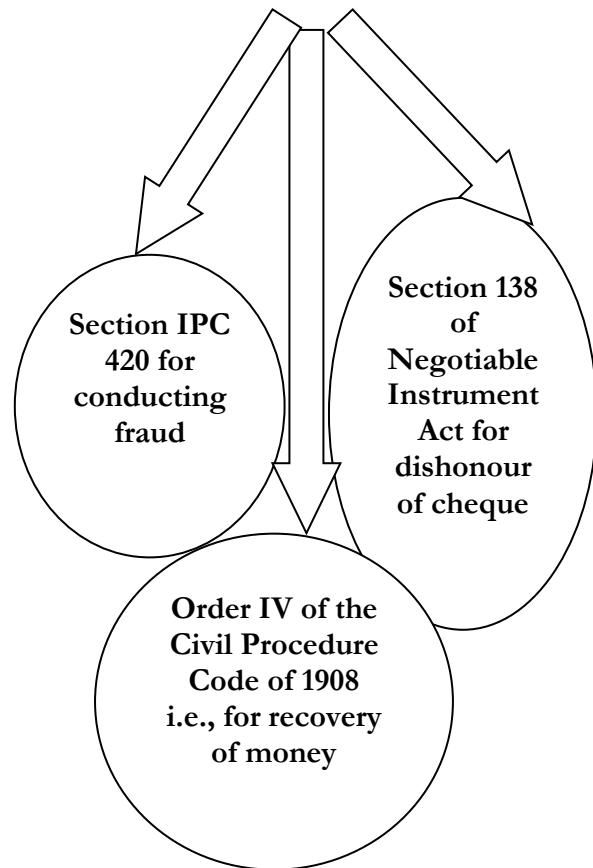 Section IPC
420 for
conducting
fraud
Section 138
of
Negotiable
Instrument
Act for
dishonour
of cheque
Order IV of the
Civil Procedure
Code of 1908
i.e., for recovery
of money